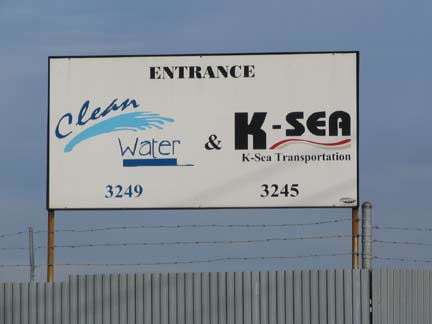 ENTRANCE
Clean
Water
&
K-SEA
K-Sea Transportation
3249
3245